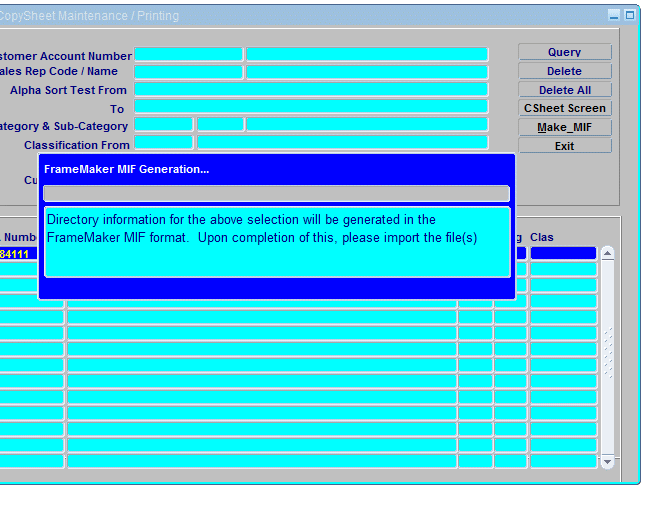 CopySheet Maintenance / Printing
stomer Account Number
Query
ales Rep Code / Name
Delete
Alpha Sort Test From
Delete All
To
CSheet Screen
ategory & Sub-Category
Make_MIF
Classification From
Exit
FrameMaker MIF Generation...
Cu
Directory information for the above selection will be generated in the
FrameMaker MIF format. Upon completion of this, please import the file(s)
Numb
g Clas
84111